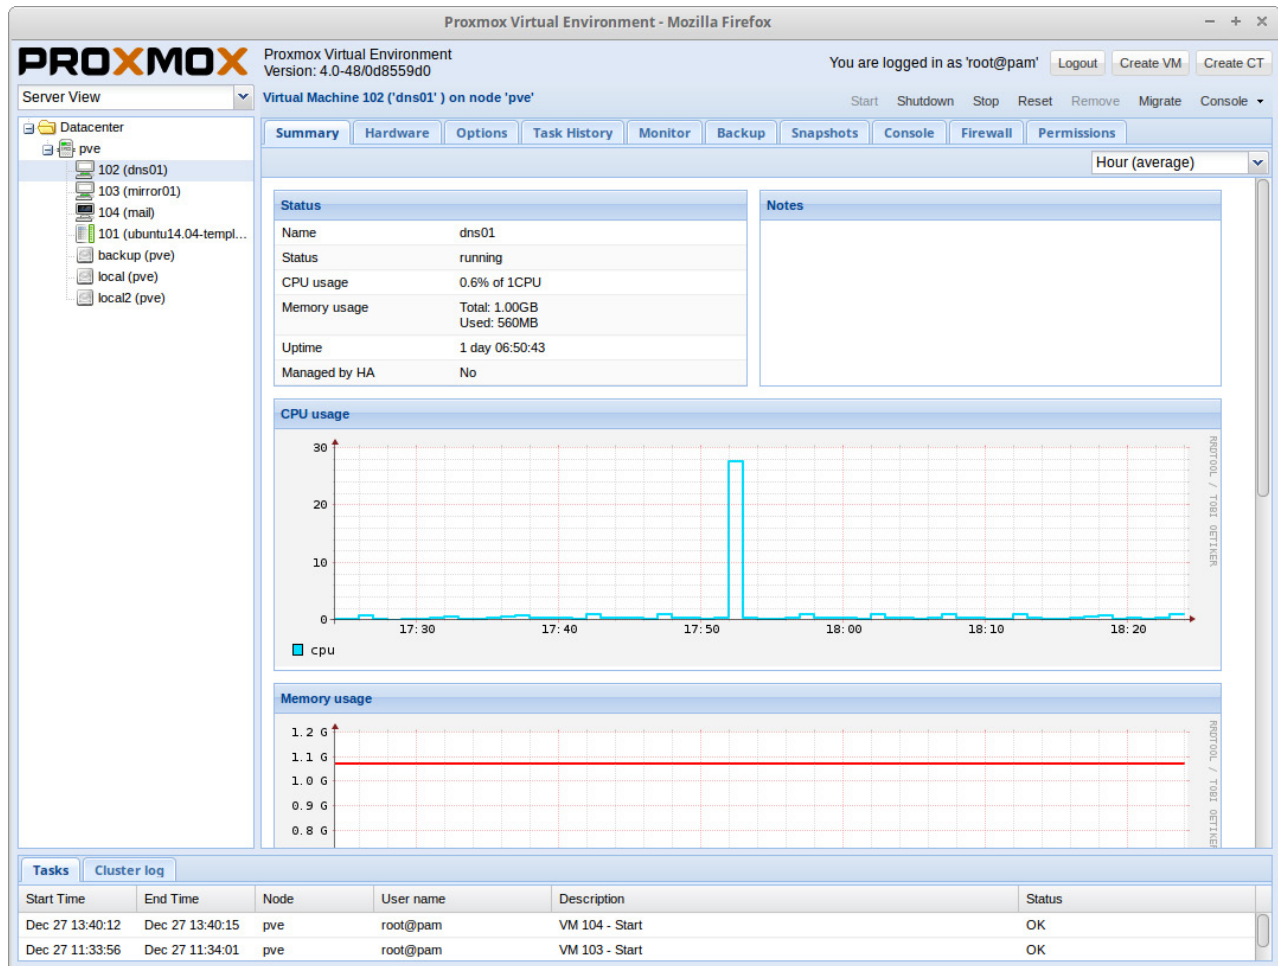 Proxmox Virtual Environment - Mozilla Firefox
PROXMOX
Proxmox Virtual Environment
Version: 4.0-48/0d8559d0
You are logged in as 'root@pam'
Logout
Create VM
Create CT
Server View
Virtual Machine 102 ('dns01' ) on node 'pve'
Start Shutdown Stop Reset Remove Migrate Console
Datacenter
pve
102 (dns01)
103 (mirror01)
104 (mail)
101 (ubuntu14.04-templ...
backup (pve)
local (pve)
local2 (pve)
Summary Hardware Options Task History Monitor Backup Snapshots Console Firewall Permissions
Hour (average)
Status
Name dns01
Status running
CPU usage 0.6% of 1CPU
Memory usage Total: 1.00GB
Used: 560MB
Uptime 1 day 06:50:43
Managed by HA No
Notes
CPU usage
30
20
10
0
17:30 17:40 17:50 18:00 18:10 18:20
cpu
RRDTOOL / TOBI OETIKER
Memory usage
1.2 G
1.1 G
1.0 G
0.9 G
0.8 G
RRDTOOL / TOBI OETIKER
Tasks Cluster log
Start Time End Time Node User name Description Status
Dec 27 13:40:12 Dec 27 13:40:15 pve root@pam VM 104 - Start OK
Dec 27 11:33:56 Dec 27 11:34:01 pve root@pam VM 103 - Start OK